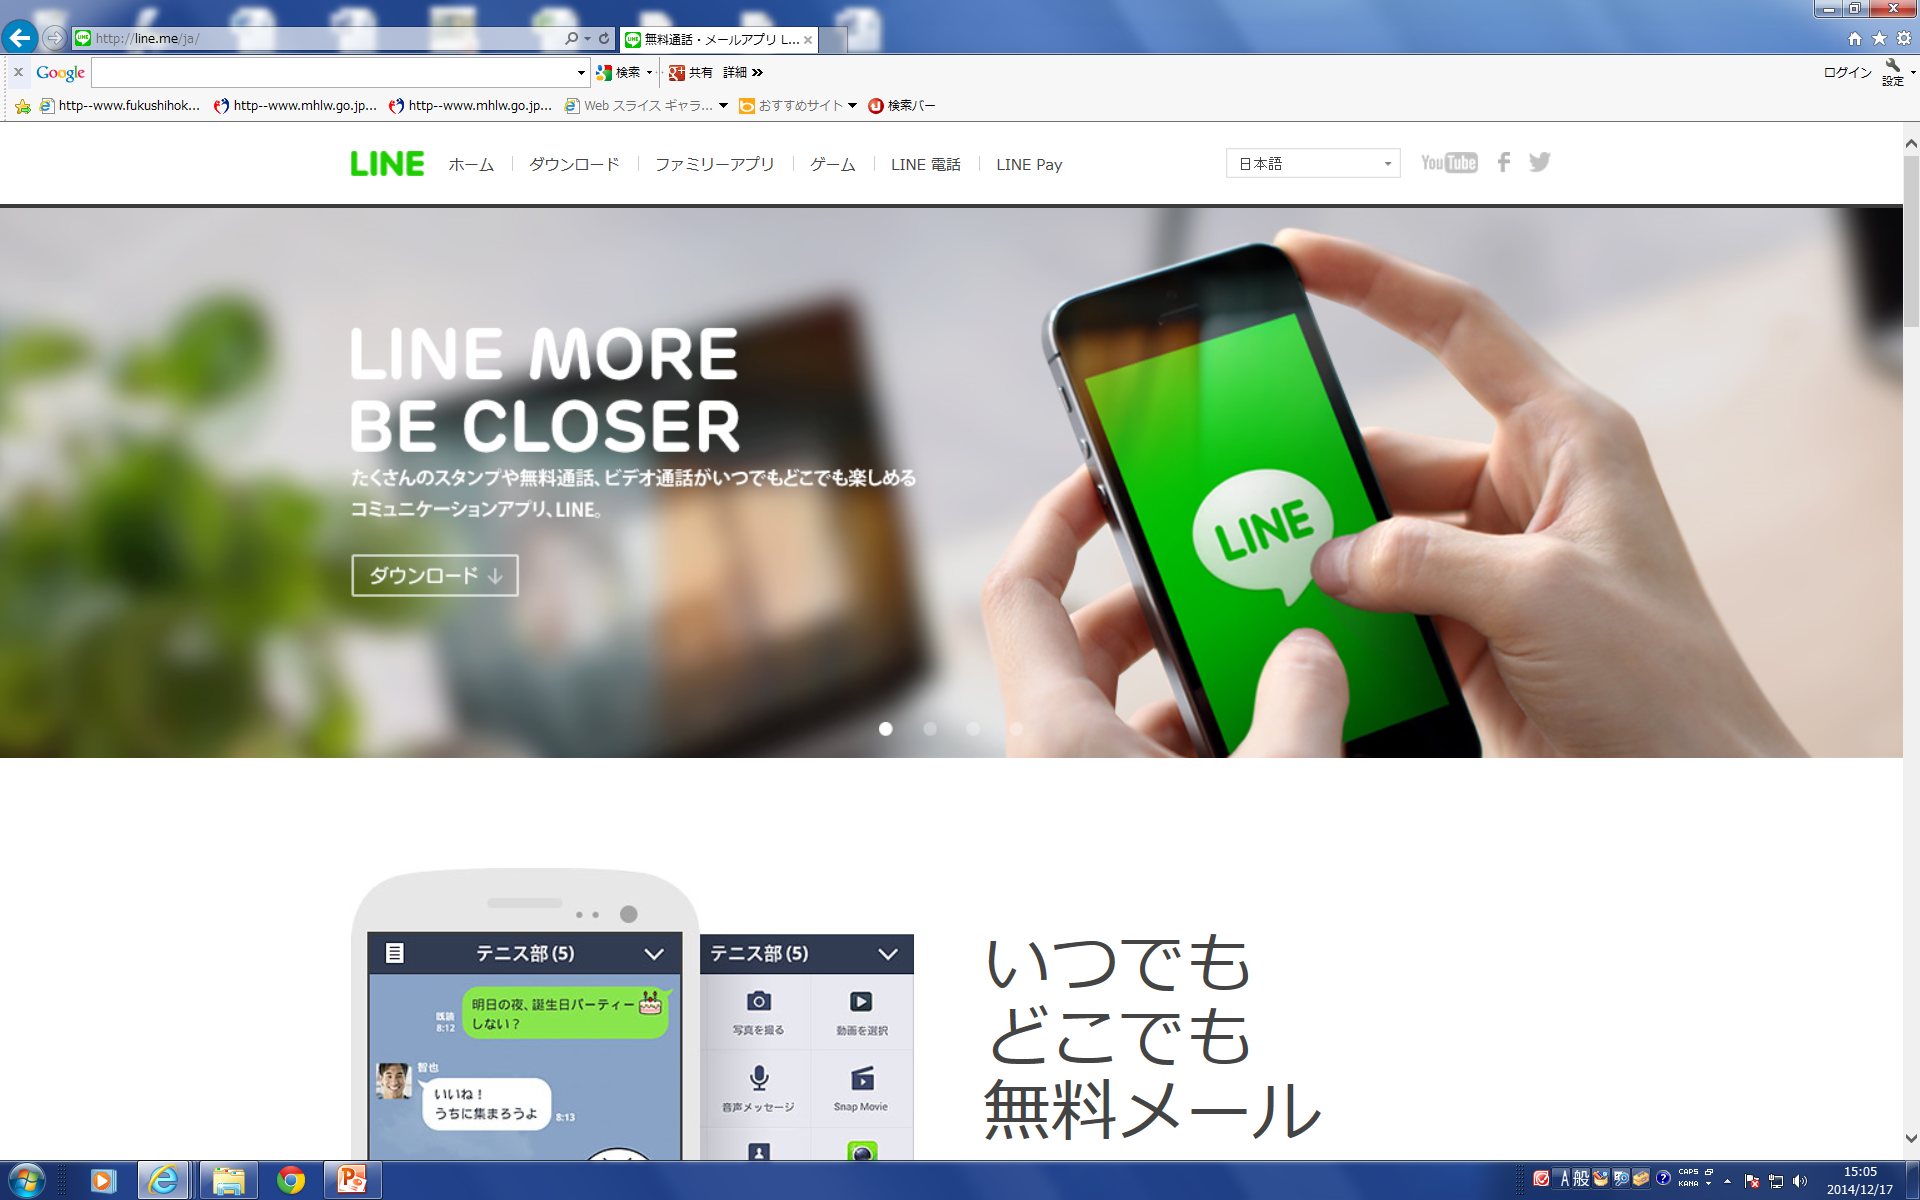 http://line.me/ja/
無料通話・メールアプリ L...
Google
検索
共有
詳細
ログイン
設定
http--www.fukushihok...
http--www.mhlw.go.jp...
http--www.mhlw.go.jp...
Web スライス ギャラ...
おすすめサイト
検索バー
LINE
ホーム
ダウンロード
ファミリーアプリ
ゲーム
LINE 電話
LINE Pay
日本語
YouTube
LINE MORE
BE CLOSER
たくさんのスタンプや無料通話、ビデオ通話がいつでもどこでも楽しめる
コミュニケーションアプリ、LINE。
ダウンロード
LINE
テニス部(5)
明日の夜、誕生日パーティー
しない？
既読
8:12
智也
いいね！
うちに集まろうよ
8:13
テニス部(5)
写真を撮る
動画を選択
音声メッセージ
Snap Movie
いつでも
どこでも
無料メール
A 般
CAPS
KANA
15:05
2014/12/17